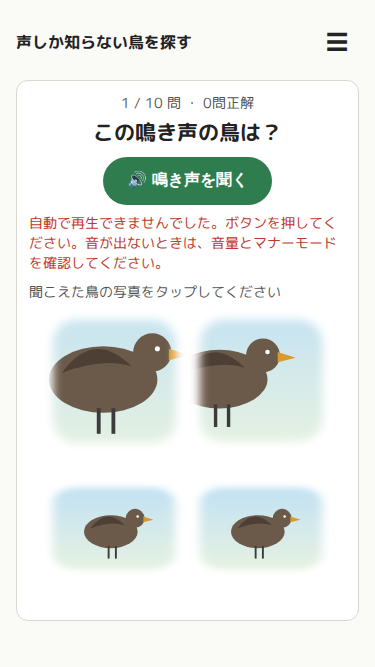 声しか知らない鳥を探す
1 / 10 問 ・ 0問正解
この鳴き声の鳥は？
🔊 鳴き声を聞く
自動で再生できませんでした。ボタンを押してく
ださい。音が出ないときは、音量とマナーモード
を確認してください。
聞こえた鳥の写真をタップしてください